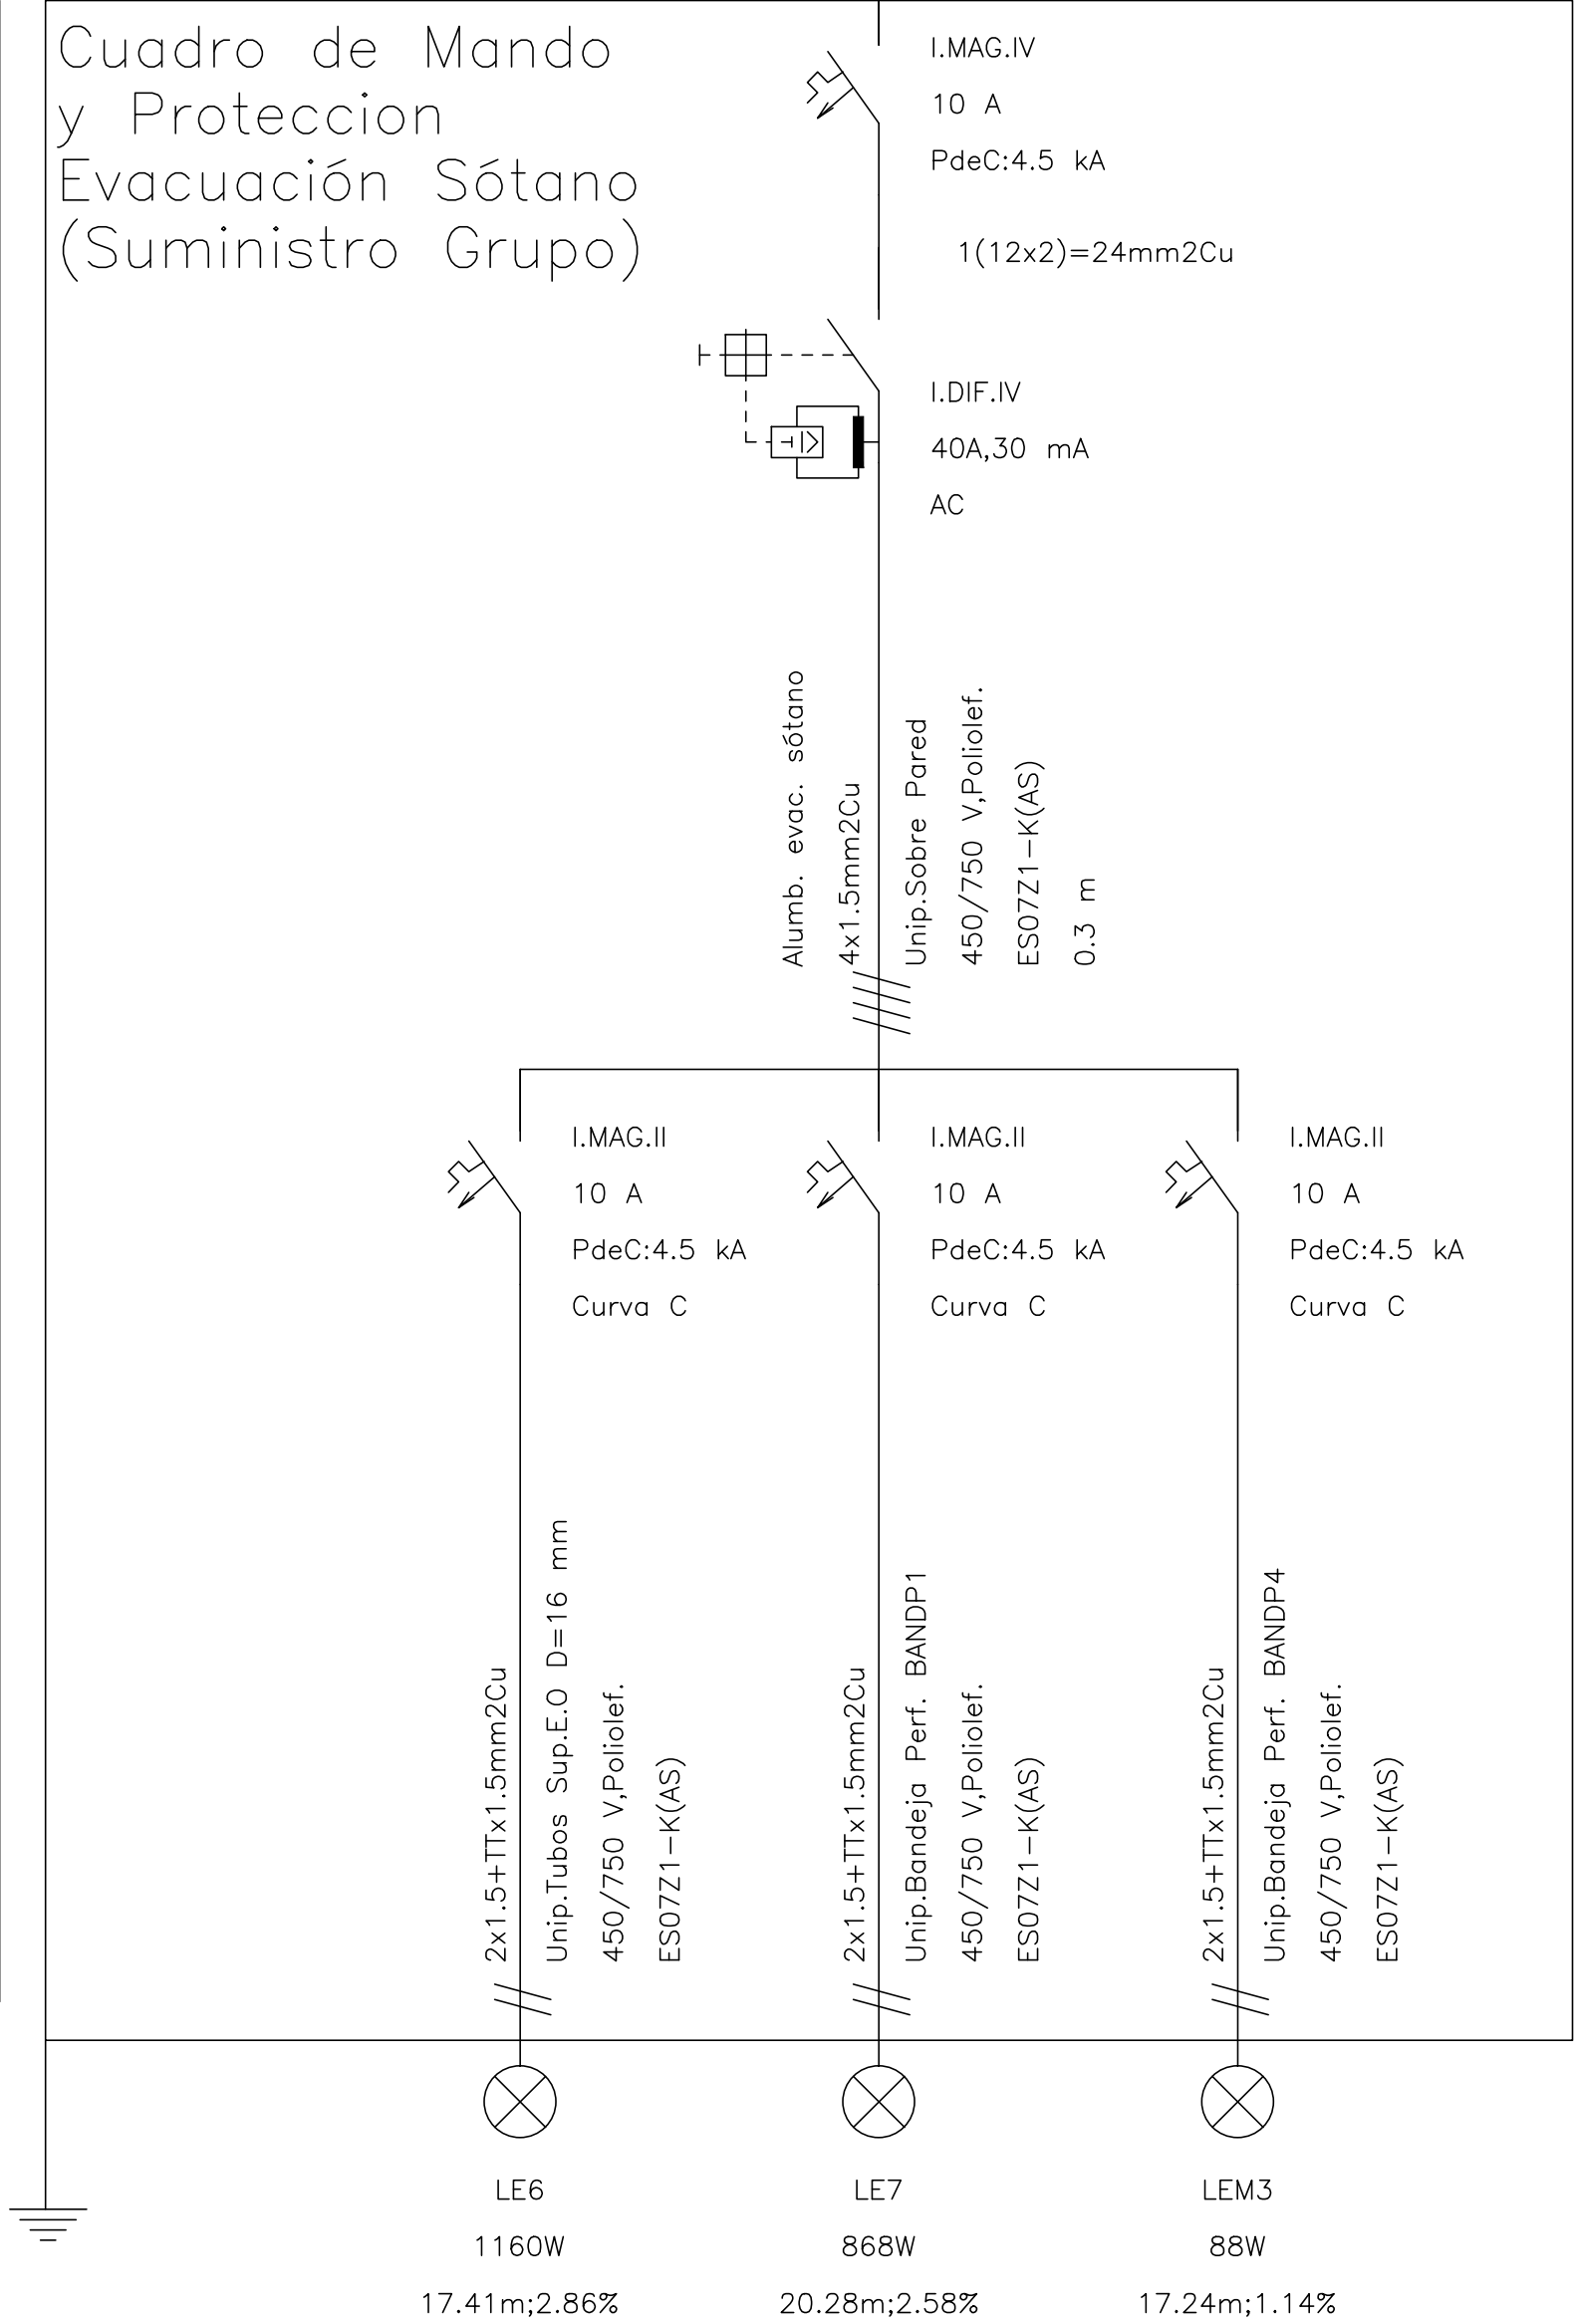 Cuadro de Mando
y Proteccion
Evacuación Sótano
(Suministro Grupo)
I.MAG.IV
10 A
PdeC:4.5 kA
1(12x2)=24mm2Cu
I.DIF.IV
40A,30 mA
AC
Alumb. evac. sótano
4x1.5mm2Cu
Unip.Sobre Pared
450/750 V,Poliolef.
ES07Z1-K(AS)
0.3 m
I.MAG.II
10 A
PdeC:4.5 kA
Curva C
I.MAG.II
10 A
PdeC:4.5 kA
Curva C
I.MAG.II
10 A
PdeC:4.5 kA
Curva C
2x1.5+TTx1.5mm2Cu
Unip.Tubos Sup.E.O D=16 mm
450/750 V,Poliolef.
ES07Z1-K(AS)
2x1.5+TTx1.5mm2Cu
Unip.Bandeja Perf. BANDP1
450/750 V,Poliolef.
ES07Z1-K(AS)
2x1.5+TTx1.5mm2Cu
Unip.Bandeja Perf. BANDP4
450/750 V,Poliolef.
ES07Z1-K(AS)
LE6
1160W
17.41m;2.86%
LE7
868W
20.28m;2.58%
LEM3
88W
17.24m;1.14%